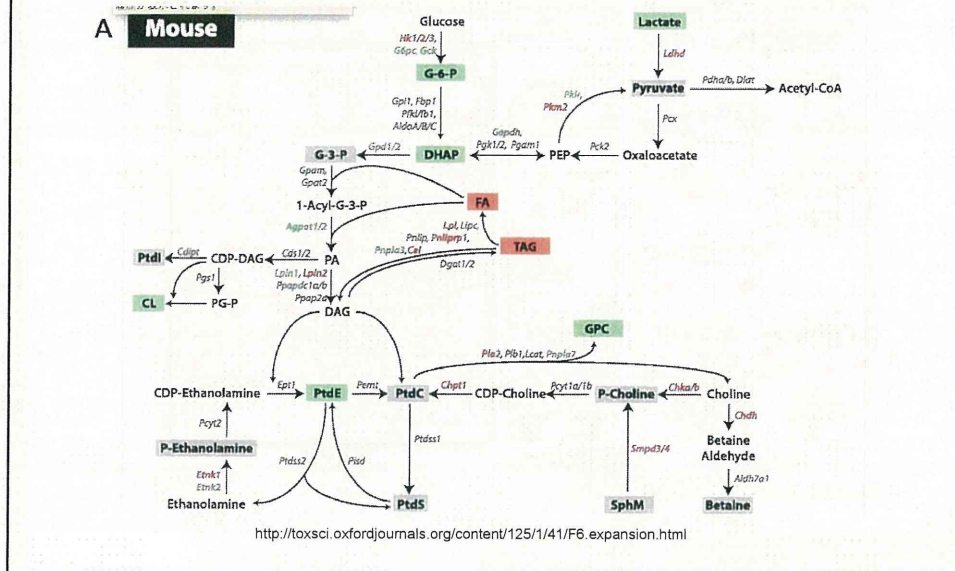 A Mouse
Glucose
Hk1/2/3,
G6pc, Gck
G-6-P
Gpi1, Fbp1
Pfkl/fb1,
AldoA/B/C
Lactate
Ldhd
Pyruvate
Pdha/b, Dlat
Acetyl-CoA
Pklr,
Pkm2
Pcx
G-3-P
Gpd1/2
DHAP
Gapdh,
Pgk1/2, Pgam1
PEP
Pck2
Oxaloacetate
Gpam,
Gpat2
1-Acyl-G-3-P
FA
Agpat1/2
Lpl, Lipc,
Pnlip, Pnliprp1,
Pnpla3, Cel
TAG
Dgat1/2
PtdI
Cdipt
CDP-DAG
Cds1/2
PA
Pgs1
Lpin1, Lpin2
Ppapdc1a/b
Ppap2a
CL
PG-P
DAG
GPC
Pla2, Plb1, Lcat, Pnpla7
CDP-Ethanolamine
Ept1
PtdE
Pemt
PtdC
Chpt1
CDP-Choline
Pcyt1a/1b
P-Choline
Chka/b
Choline
Pcyt2
Chdh
P-Ethanolamine
Ptdss1
Betaine
Aldehyde
Ptdss2
Pisd
Smpd3/4
Etnk1
Etnk2
Aldh7a1
Ethanolamine
PtdS
SphM
Betaine
http://toxsci.oxfordjournals.org/content/125/1/41/F6.expansion.html